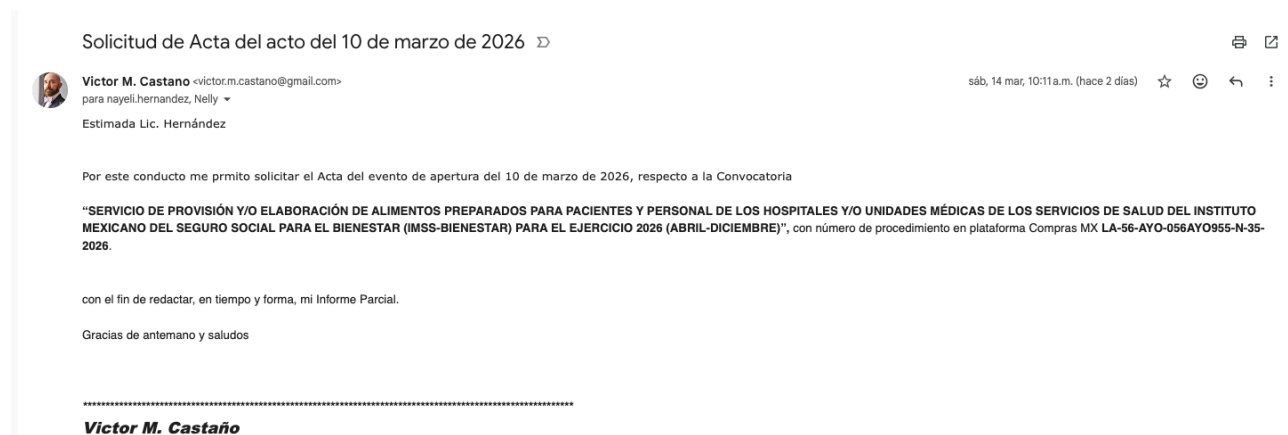 Solicitud de Acta del acto del 10 de marzo de 2026
Victor M. Castano <victor.m.castano@gmail.com>
sáb, 14 mar, 10:11 a.m. (hace 2 días)
para nayeli.hernandez, Nelly
Estimada Lic. Hernández
Por este conducto me prmito solicitar el Acta del evento de apertura del 10 de marzo de 2026, respecto a la Convocatoria
“SERVICIO DE PROVISIÓN Y/O ELABORACIÓN DE ALIMENTOS PREPARADOS PARA PACIENTES Y PERSONAL DE LOS HOSPITALES Y/O UNIDADES MÉDICAS DE LOS SERVICIOS DE SALUD DEL INSTITUTO
MEXICANO DEL SEGURO SOCIAL PARA EL BIENESTAR (IMSS-BIENESTAR) PARA EL EJERCICIO 2026 (ABRIL-DICIEMBRE)”, con número de procedimiento en plataforma Compras MX LA-56-AYO-056AYO955-N-35-
2026.
con el fin de redactar, en tiempo y forma, mi Informe Parcial.
Gracias de antemano y saludos
**************************************************************************************************************
Victor M. Castaño